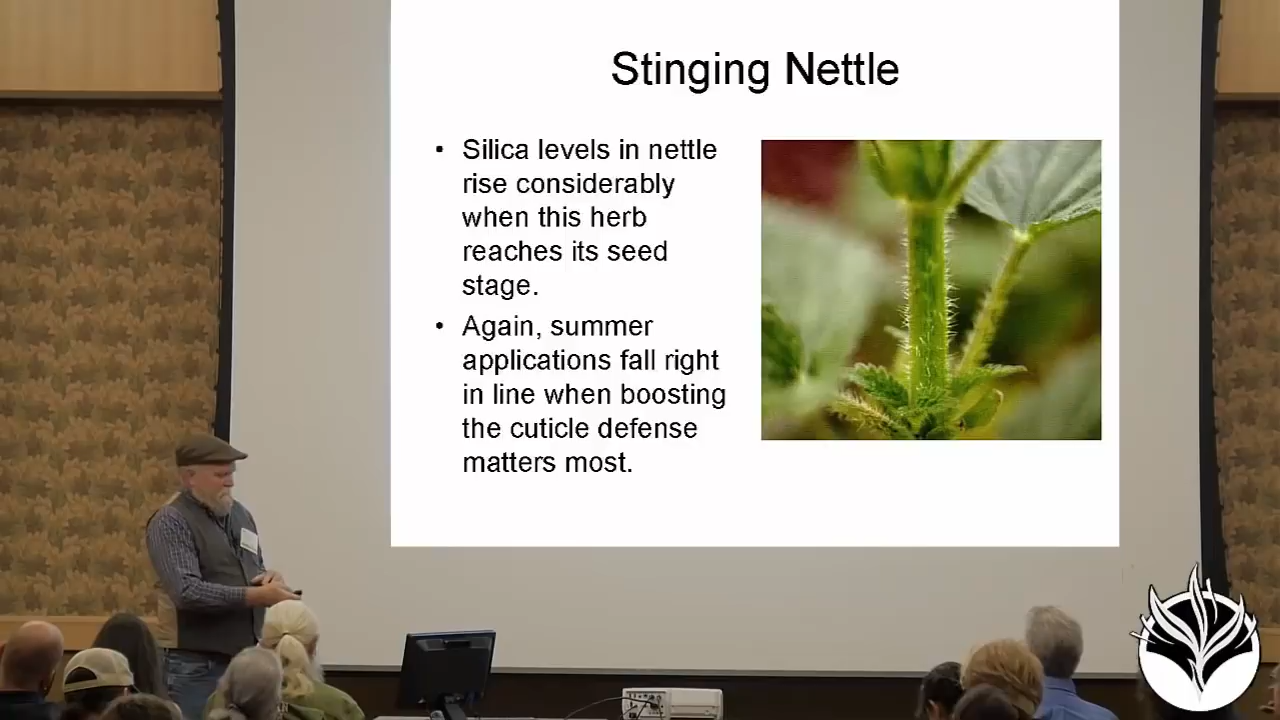 Stinging Nettle
• Silica levels in nettle
rise considerably
when this herb
reaches its seed
stage.
• Again, summer
applications fall right
in line when boosting
the cuticle defense
matters most.